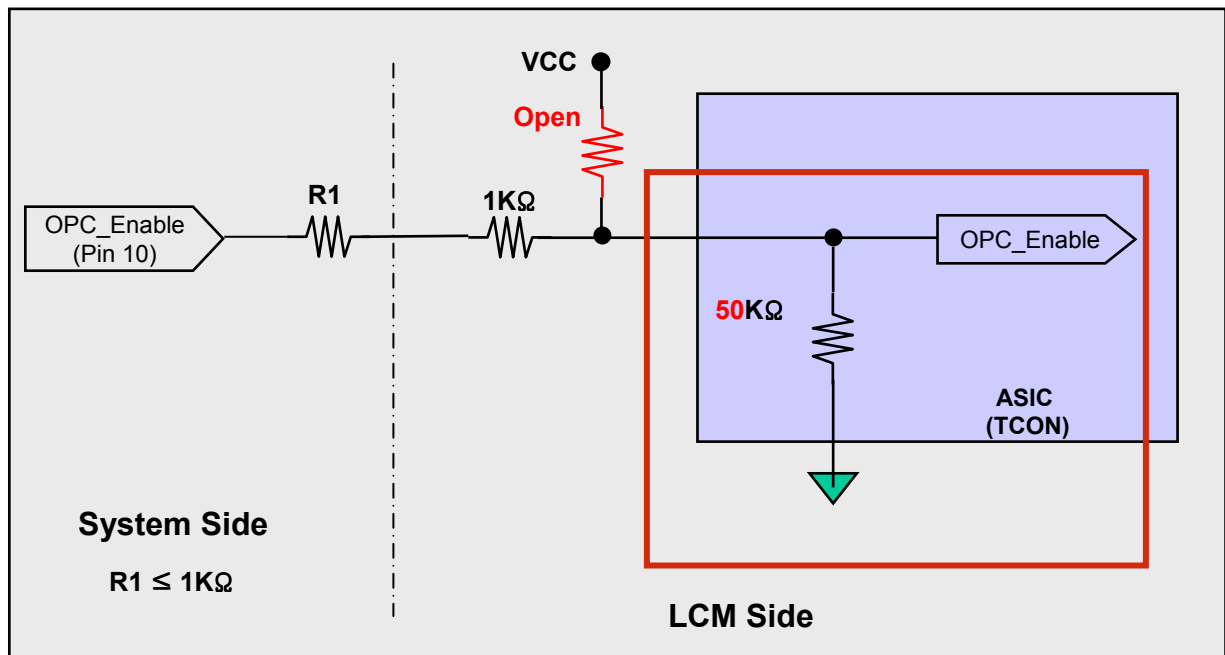 VCC
Open
R1
1KΩ
OPC_Enable
(Pin 10)
OPC_Enable
50KΩ
ASIC
(TCON)
System Side
R1 ≤ 1KΩ
LCM Side